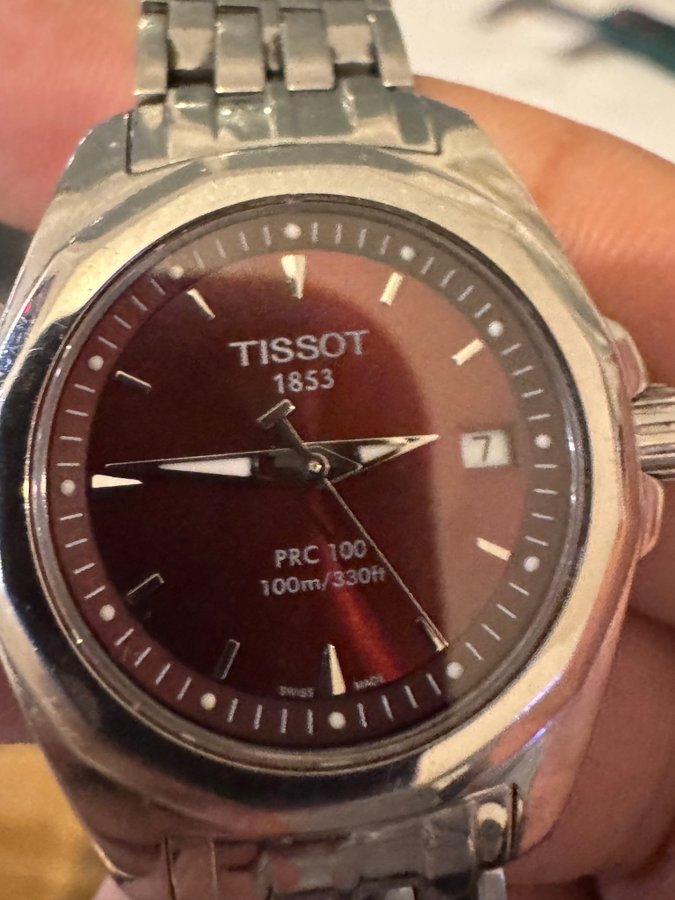 TISSOT
1853
7
PRC 100
100m/330ft
SWISS MADE